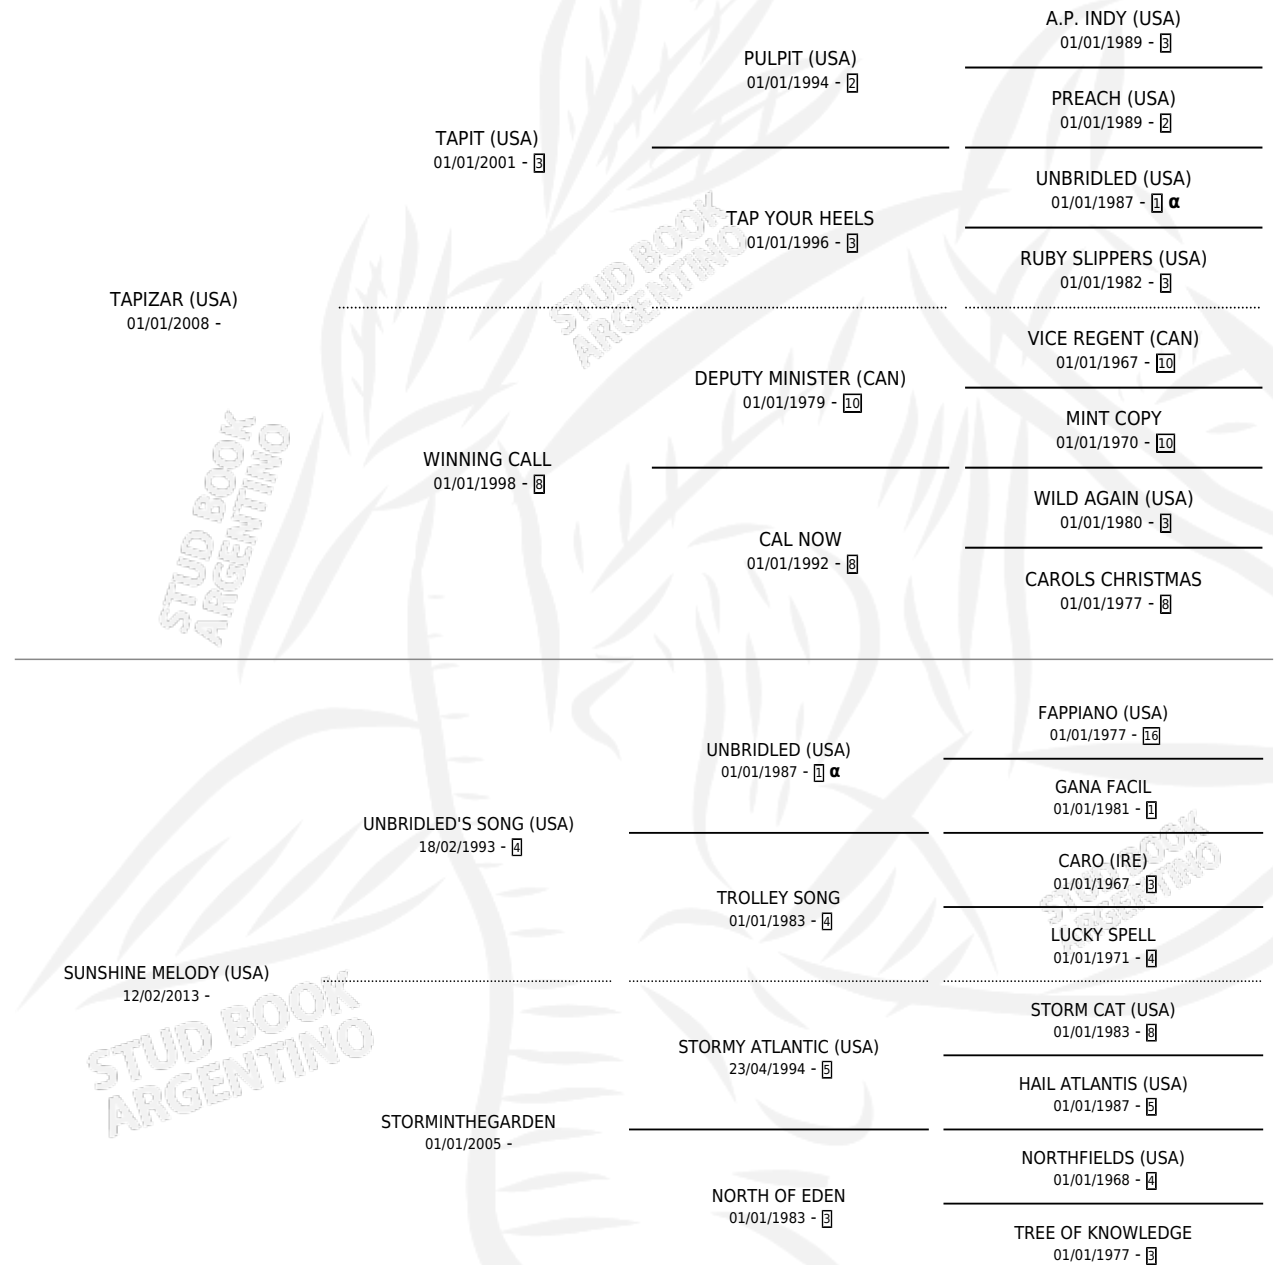 A.P. INDY (USA)
01/01/1989 - 3
PULPIT (USA)
01/01/1994 - 2
PREACH (USA)
01/01/1989 - 2
TAPIT (USA)
01/01/2001 - 3
UNBRIDLED (USA)
01/01/1987 - 1 α
TAP YOUR HEELS
01/01/1996 - 3
RUBY SLIPPERS (USA)
01/01/1982 - 3
TAPIZAR (USA)
01/01/2008 -
VICE REGENT (CAN)
01/01/1967 - 10
DEPUTY MINISTER (CAN)
01/01/1979 - 10
MINT COPY
01/01/1970 - 10
WINNING CALL
01/01/1998 - 8
WILD AGAIN (USA)
01/01/1980 - 3
CAL NOW
01/01/1992 - 8
CAROLS CHRISTMAS
01/01/1977 - 8
FAPPIANO (USA)
01/01/1977 - 16
UNBRIDLED (USA)
01/01/1987 - 1 α
GANA FACIL
01/01/1981 - 1
UNBRIDLED'S SONG (USA)
18/02/1993 - 4
CARO (IRE)
01/01/1967 - 3
TROLLEY SONG
01/01/1983 - 4
LUCKY SPELL
01/01/1971 - 4
SUNSHINE MELODY (USA)
12/02/2013 -
STORM CAT (USA)
01/01/1983 - 8
STORMY ATLANTIC (USA)
23/04/1994 - 5
HAIL ATLANTIS (USA)
01/01/1987 - 5
STORMINTHEGARDEN
01/01/2005 -
NORTHFIELDS (USA)
01/01/1968 - 4
NORTH OF EDEN
01/01/1983 - 3
TREE OF KNOWLEDGE
01/01/1977 - 3
STUD BOOK
ARGENTINO
STUD BOOK
ARGENTINO
STUD BOOK
ARGENTINO
STUD BOOK
ARGENTINO